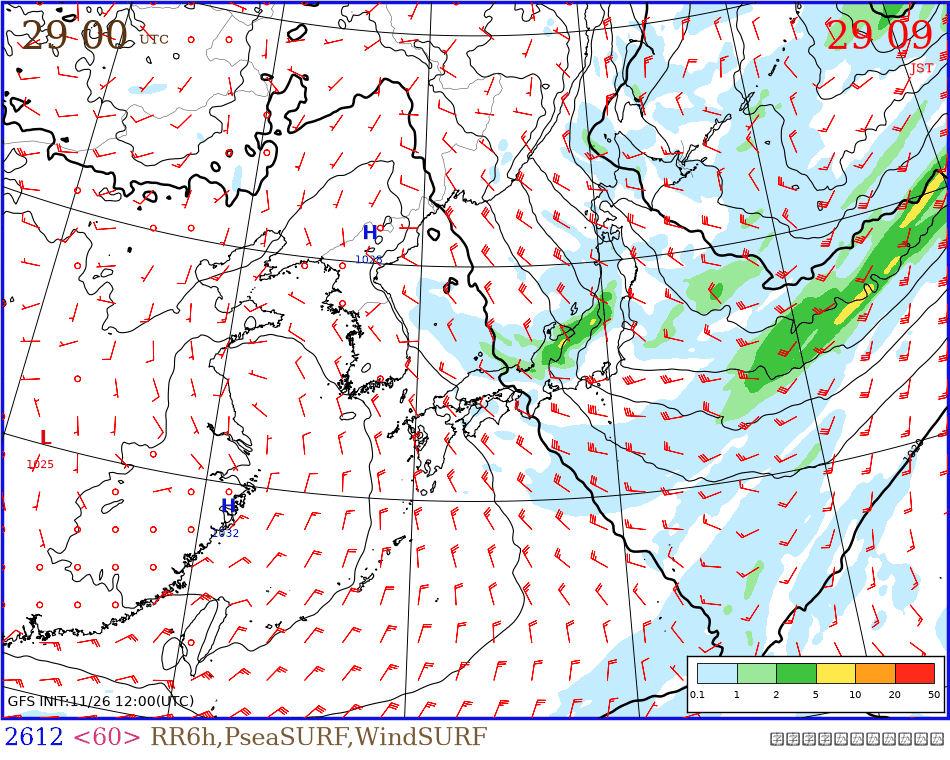 29 00 UTC
29 09
JST
H
L
1025
H
1032
1020
0.1 1 2 5 10 20 50
GFS INIT:11/26 12:00(UTC)
2612 <60> RR6h,PseaSURF,WindSURF